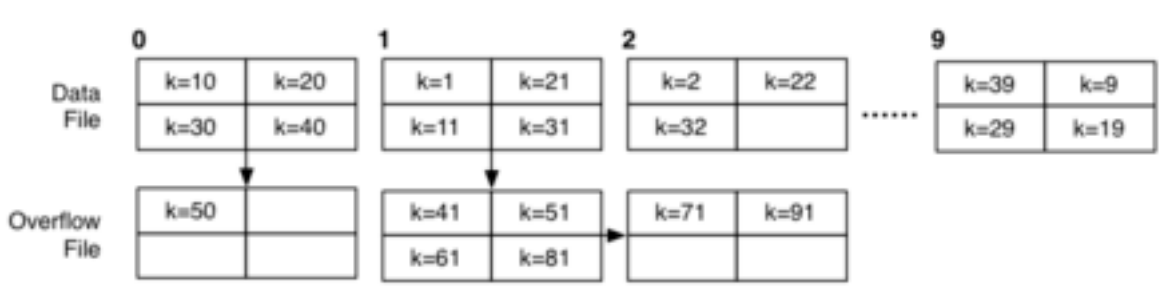 0 1 2 9
Data File
k=10 k=20 k=1 k=21 k=2 k=22 k=39 k=9
k=30 k=40 k=11 k=31 k=32 ...... k=29 k=19
Overflow File
k=50 k=41 k=51 k=71 k=91
k=61 k=81